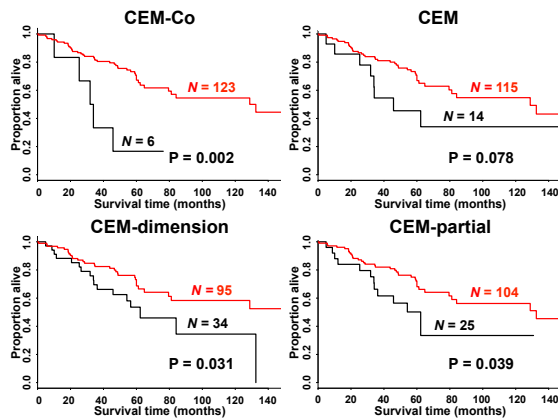 CEM-Co
Proportion alive
1.0
0.8
0.6
0.4
0.2
0.0
N = 123
N = 6
P = 0.002
0 20 40 60 80 100 120 140
Survival time (months)
CEM
Proportion alive
1.0
0.8
0.6
0.4
0.2
0.0
N = 115
N = 14
P = 0.078
0 20 40 60 80 100 120 140
Survival time (months)
CEM-dimension
Proportion alive
1.0
0.8
0.6
0.4
0.2
0.0
N = 95
N = 34
P = 0.031
0 20 40 60 80 100 120 140
Survival time (months)
CEM-partial
Proportion alive
1.0
0.8
0.6
0.4
0.2
0.0
N = 104
N = 25
P = 0.039
0 20 40 60 80 100 120 140
Survival time (months)